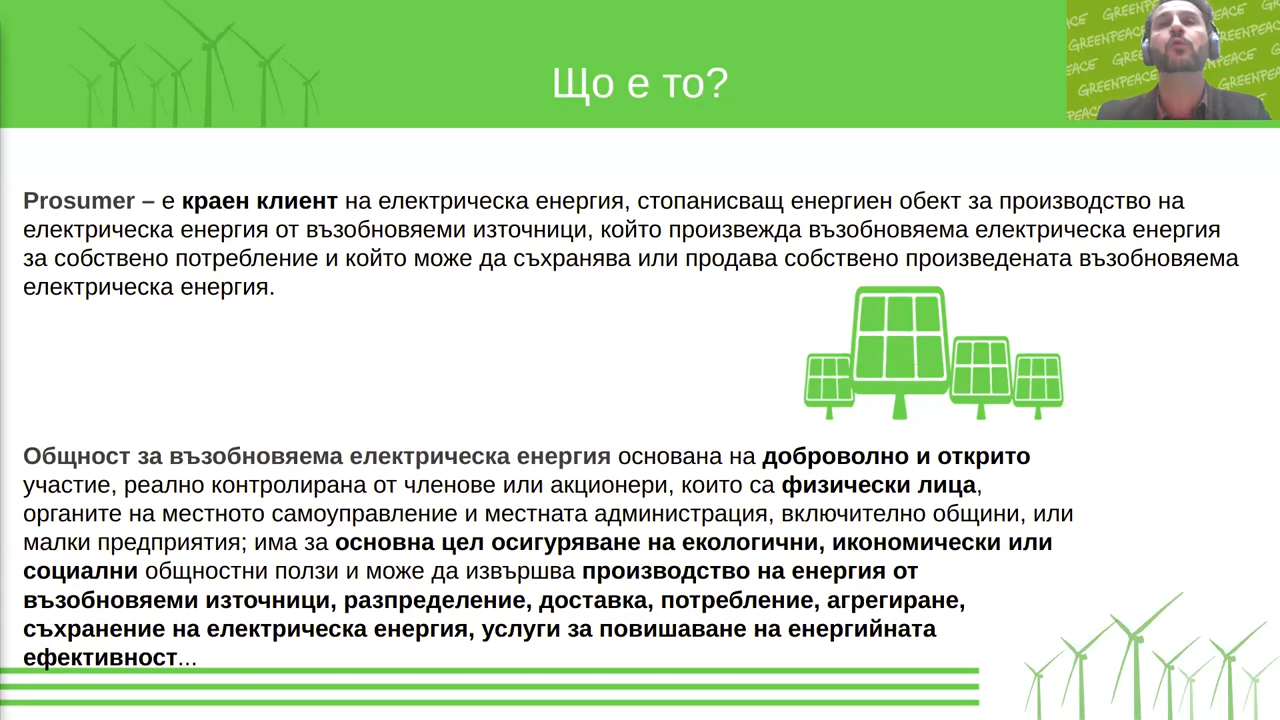 Що е то?
GREENPEACE
GREENPEACE
GREENPEACE
GREENPEACE
Prosumer – е краен клиент на електрическа енергия, стопанисващ енергиен обект за производство на
електрическа енергия от възобновяеми източници, който произвежда възобновяема електрическа енергия
за собствено потребление и който може да съхранява или продава собствено произведената възобновяема
електрическа енергия.
Общност за възобновяема електрическа енергия основана на доброволно и открито
участие, реално контролирана от членове или акционери, които са физически лица,
органите на местното самоуправление и местната администрация, включително общини, или
малки предприятия; има за основна цел осигуряване на екологични, икономически или
социални общностни ползи и може да извършва производство на енергия от
възобновяеми източници, разпределение, доставка, потребление, агрегиране,
съхранение на електрическа енергия, услуги за повишаване на енергийната
ефективност...